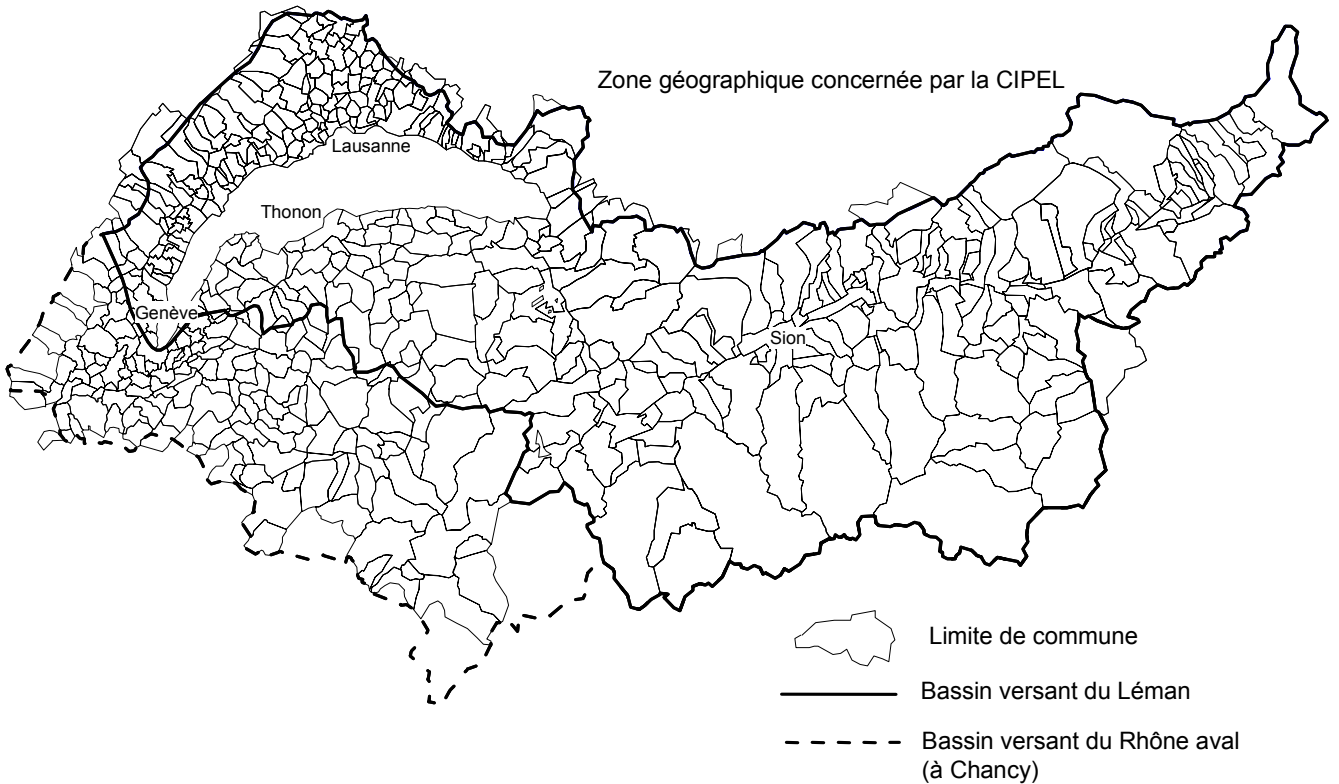 Zone géographique concernée par la CIPEL
Lausanne
Thonon
Genève
Sion
Limite de commune
Bassin versant du Léman
Bassin versant du Rhône aval
(à Chancy)